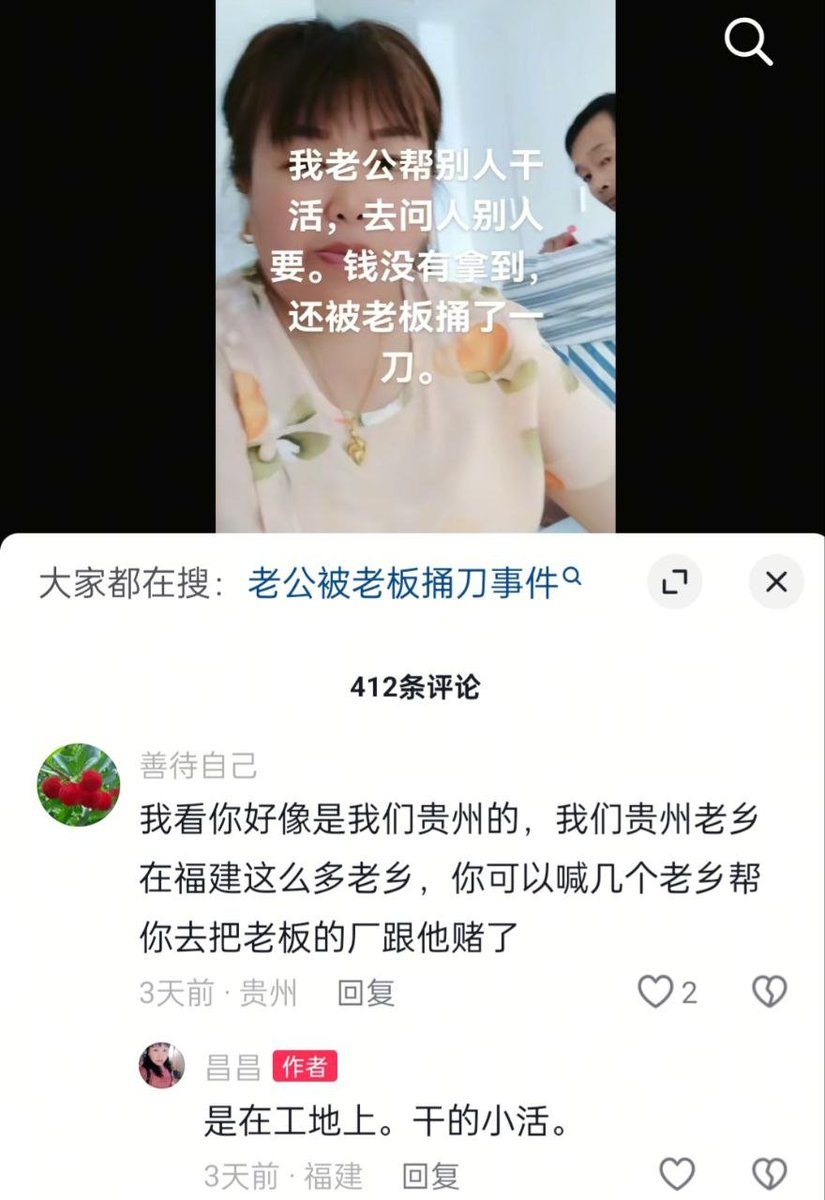 我老公帮别人干
活，去问人别人
要。钱没有拿到，
还被老板捅了一
刀。
大家都在搜：老公被老板捅刀事件
412条评论
善待自己
我看你好像是我们贵州的，我们贵州老乡
在福建这么多老乡，你可以喊几个老乡帮
你去把老板的厂跟他赌了
3天前 · 贵州 回复 2
昌昌 作者
是在工地上。干的小活。
3天前 · 福建 回复